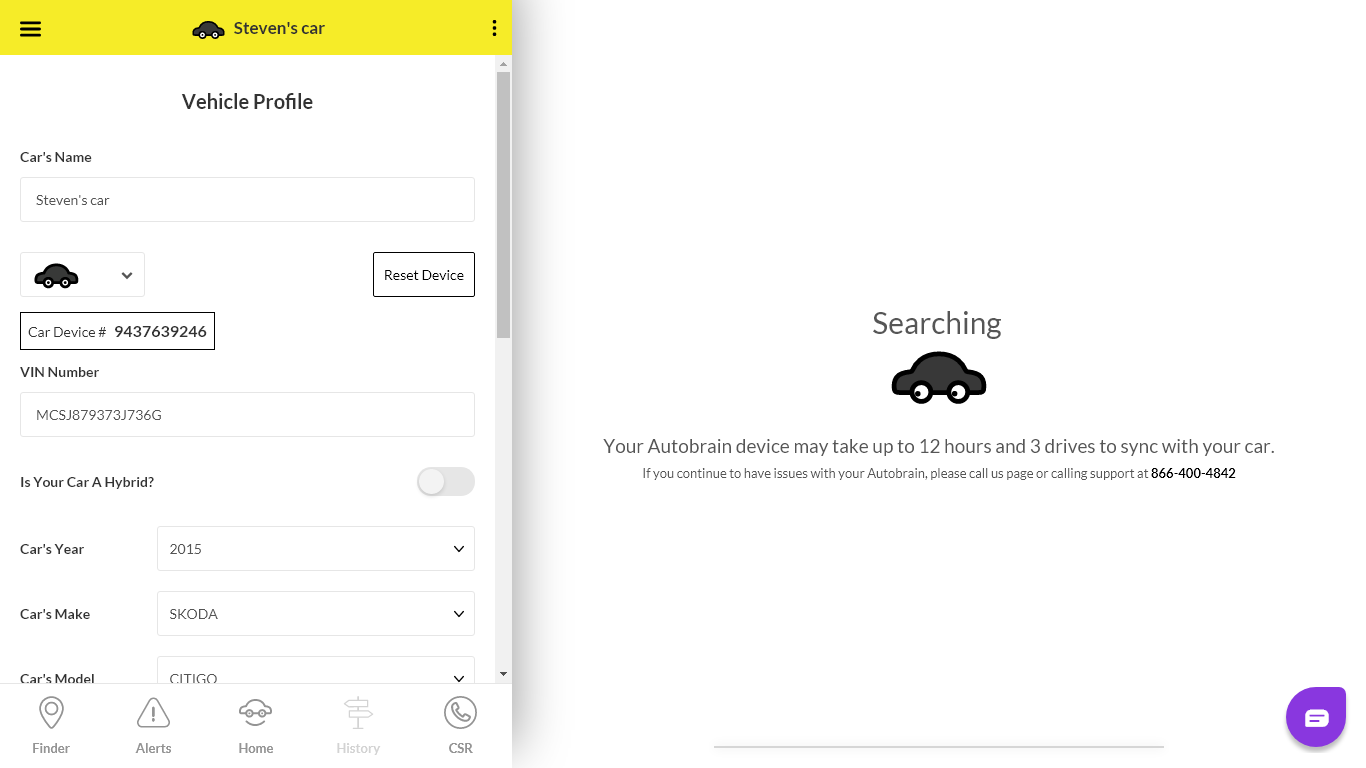 Steven's car
Vehicle Profile
Car's Name
Steven's car
Reset Device
Car Device # 9437639246
VIN Number
MCSJ879373J736G
Is Your Car A Hybrid?
Car's Year
2015
Car's Make
SKODA
Car's Model
CITIGO
Finder
Alerts
Home
History
CSR
Searching
Your Autobrain device may take up to 12 hours and 3 drives to sync with your car.
If you continue to have issues with your Autobrain, please call us page or calling support at 866-400-4842